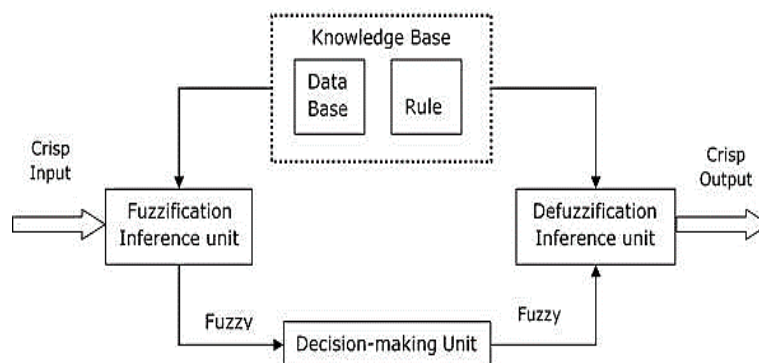 Knowledge Base
Data
Base
Rule
Crisp
Input
Crisp
Output
Fuzzification
Inference unit
Defuzzification
Inference unit
Fuzzy
Decision-making Unit
Fuzzy